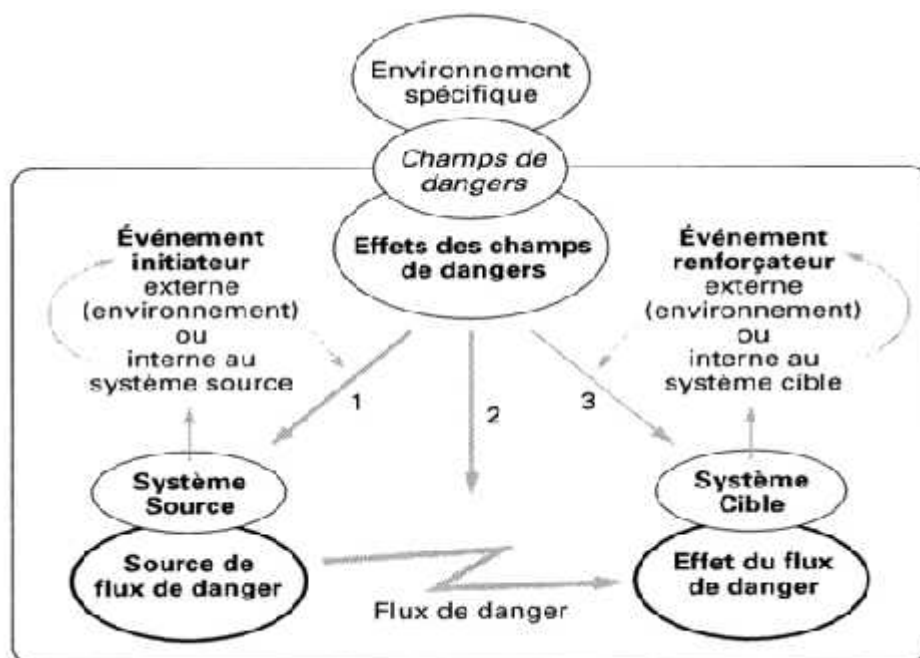 Environnement
spécifique
Champs de
dangers
Effets des champs
de dangers
Événement
initiateur
externe
(environnement)
ou
interne au
système source
Événement
renforçateur
externe
(environnement)
ou
interne au
système cible
1
2
3
Système
Source
Source de
flux de danger
Flux de danger
Système
Cible
Effet du flux
de danger